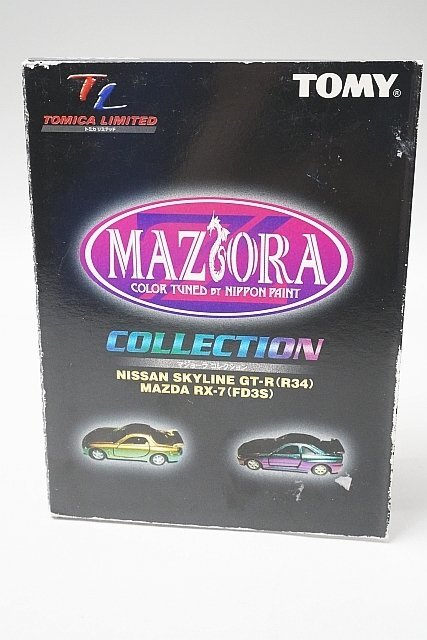 TL
TOMICA LIMITED
トミカ リミテッド
TOMY®
MAZIORA
COLOR TUNED BY NIPPON PAINT
COLLECTION
マジョーラ コレクション
NISSAN SKYLINE GT-R(R34)
MAZDA RX-7(FD3S)